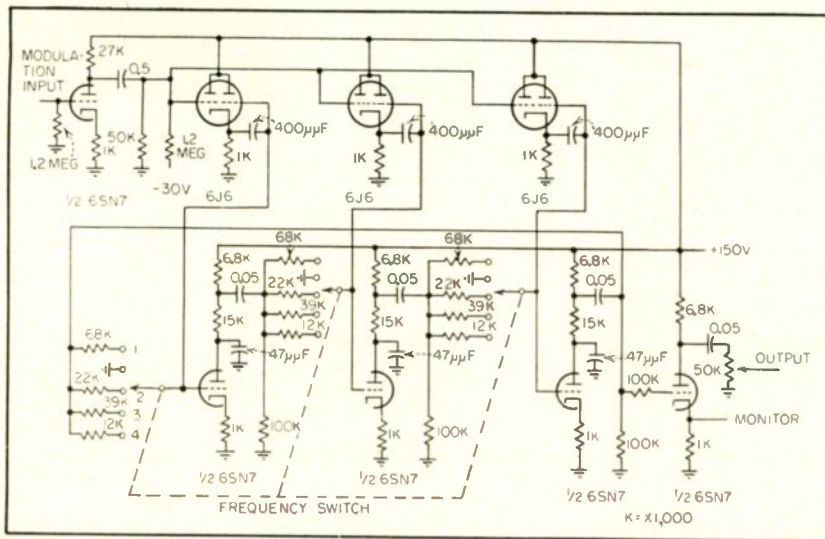 27K
MODULA-
TION
INPUT
0.5
1.2 MEG
1K
50K
1.2
MEG
-30V
1/2 6SN7
400µµF
1K
6J6
400µµF
1K
6J6
400µµF
1K
6J6
+150V
68K
1
22K
2
39K
3
12K
4
6.8K
0.05
15K
47µµF
1K
100K
1/2 6SN7
68K
22K
39K
12K
6.8K
0.05
15K
47µµF
1K
100K
1/2 6SN7
68K
22K
39K
12K
6.8K
0.05
15K
47µµF
1K
100K
100K
1/2 6SN7
6.8K
0.05
50K
OUTPUT
MONITOR
1K
1/2 6SN7
FREQUENCY SWITCH
K = X1,000